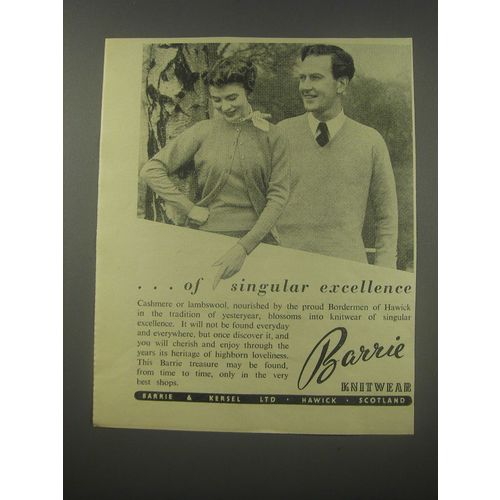 . . . of singular excellence
Cashmere or lambswool, nourished by the proud Bordermen of Hawick
in the tradition of yesteryear, blossoms into knitwear of singular
excellence. It will not be found everyday
and everywhere, but once discover it, and
you will cherish and enjoy through the
years its heritage of highborn loveliness.
This Barrie treasure may be found,
from time to time, only in the very
best shops.
Barrie
KNITWEAR
BARRIE & KERSEL LTD · HAWICK · SCOTLAND